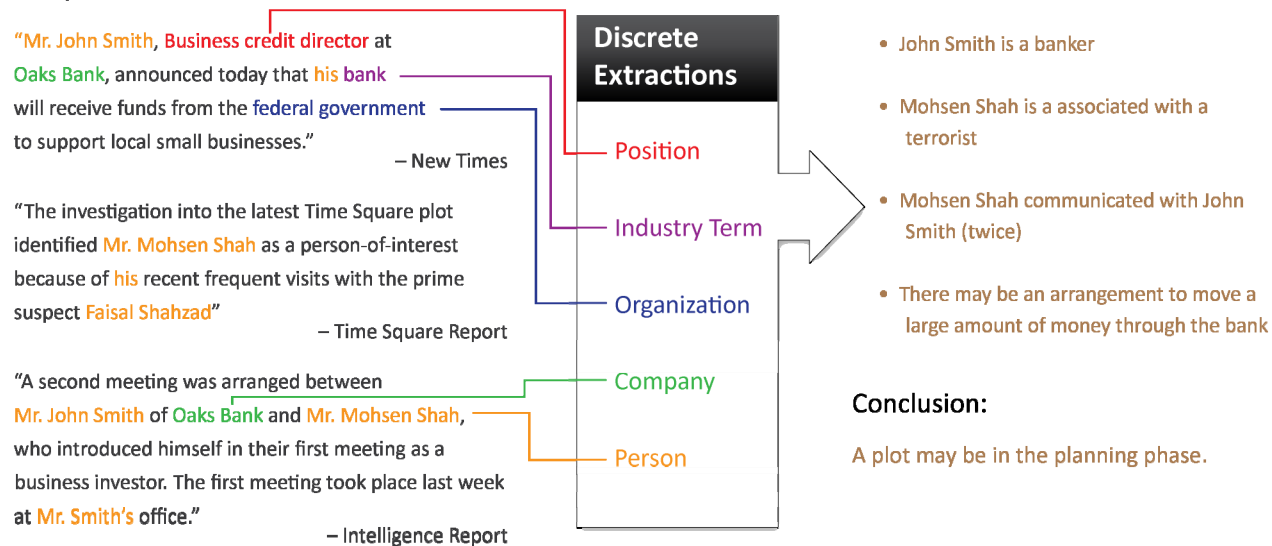 “Mr. John Smith, Business credit director at
Oaks Bank, announced today that his bank
will receive funds from the federal government
to support local small businesses.”
– New Times
“The investigation into the latest Time Square plot
identified Mr. Mohsen Shah as a person-of-interest
because of his recent frequent visits with the prime
suspect Faisal Shahzad”
– Time Square Report
“A second meeting was arranged between
Mr. John Smith of Oaks Bank and Mr. Mohsen Shah,
who introduced himself in their first meeting as a
business investor. The first meeting took place last week
at Mr. Smith’s office.”
– Intelligence Report
Discrete
Extractions
Position
Industry Term
Organization
Company
Person
• John Smith is a banker
• Mohsen Shah is a associated with a
terrorist
• Mohsen Shah communicated with John
Smith (twice)
• There may be an arrangement to move a
large amount of money through the bank
Conclusion:
A plot may be in the planning phase.